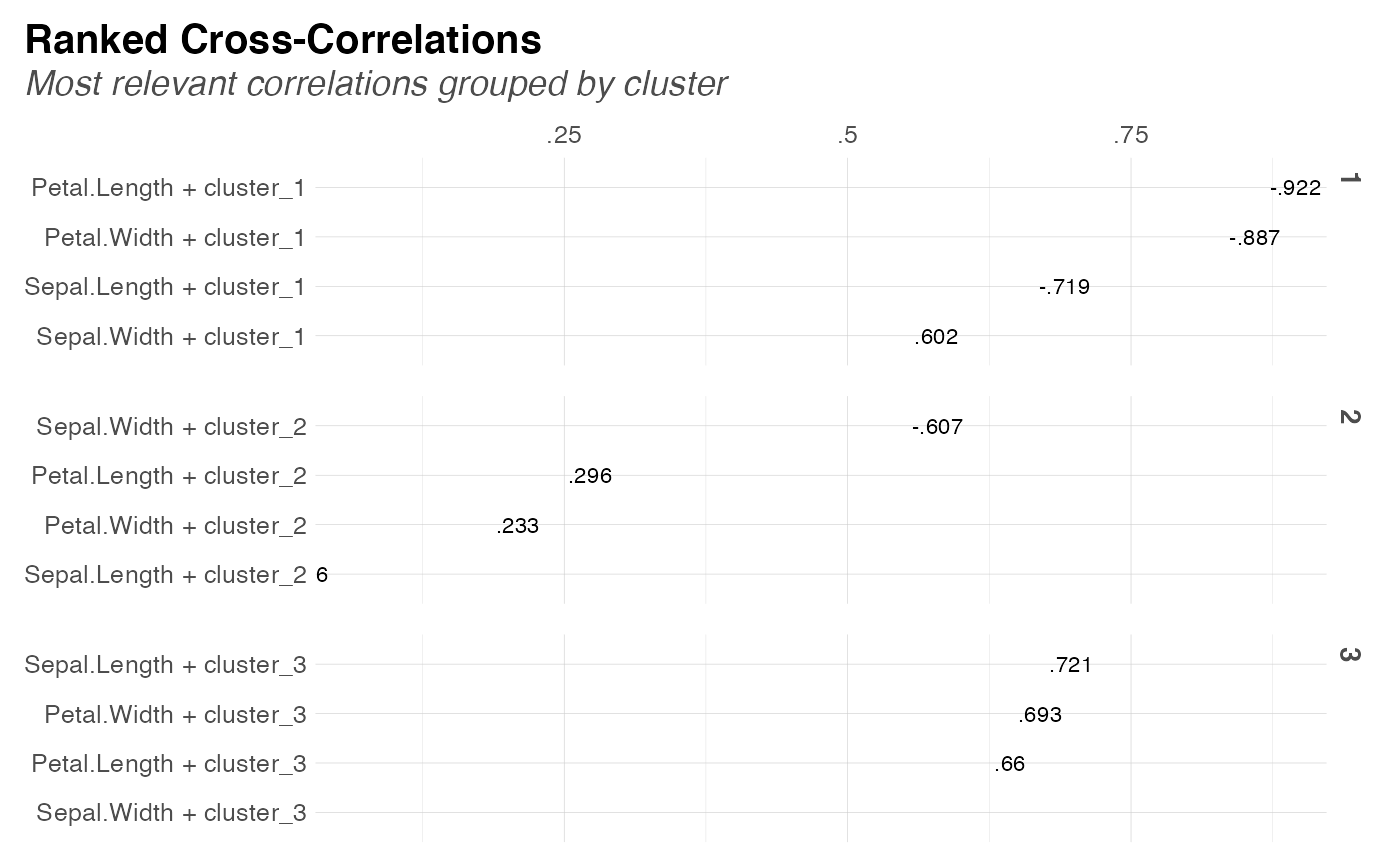 Ranked Cross-Correlations
Most relevant correlations grouped by cluster
.25 .5 .75
1
Petal.Length + cluster_1 -.922
Petal.Width + cluster_1 -.887
Sepal.Length + cluster_1 -.719
Sepal.Width + cluster_1 .602
2
Sepal.Width + cluster_2 -.607
Petal.Length + cluster_2 .296
Petal.Width + cluster_2 .233
Sepal.Length + cluster_2 6
3
Sepal.Length + cluster_3 .721
Petal.Width + cluster_3 .693
Petal.Length + cluster_3 .66
Sepal.Width + cluster_3